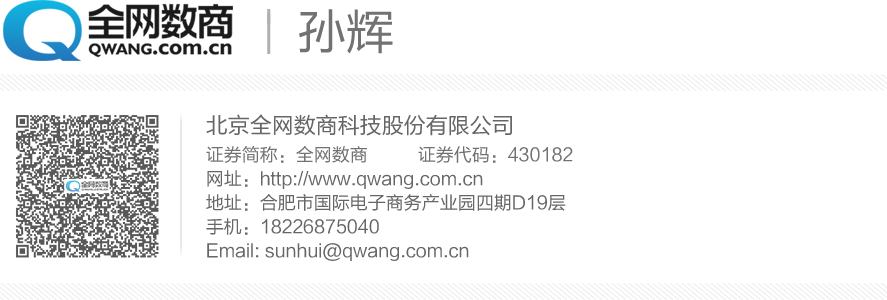 全网数商
QWANG.com.cn
孙辉
北京全网数商科技股份有限公司
证券简称：全网数商 证券代码：430182
全网数商
网址：http://www.qwang.com.cn
地址：合肥市国际电子商务产业园四期D19层
手机：18226875040
Email: sunhui@qwang.com.cn